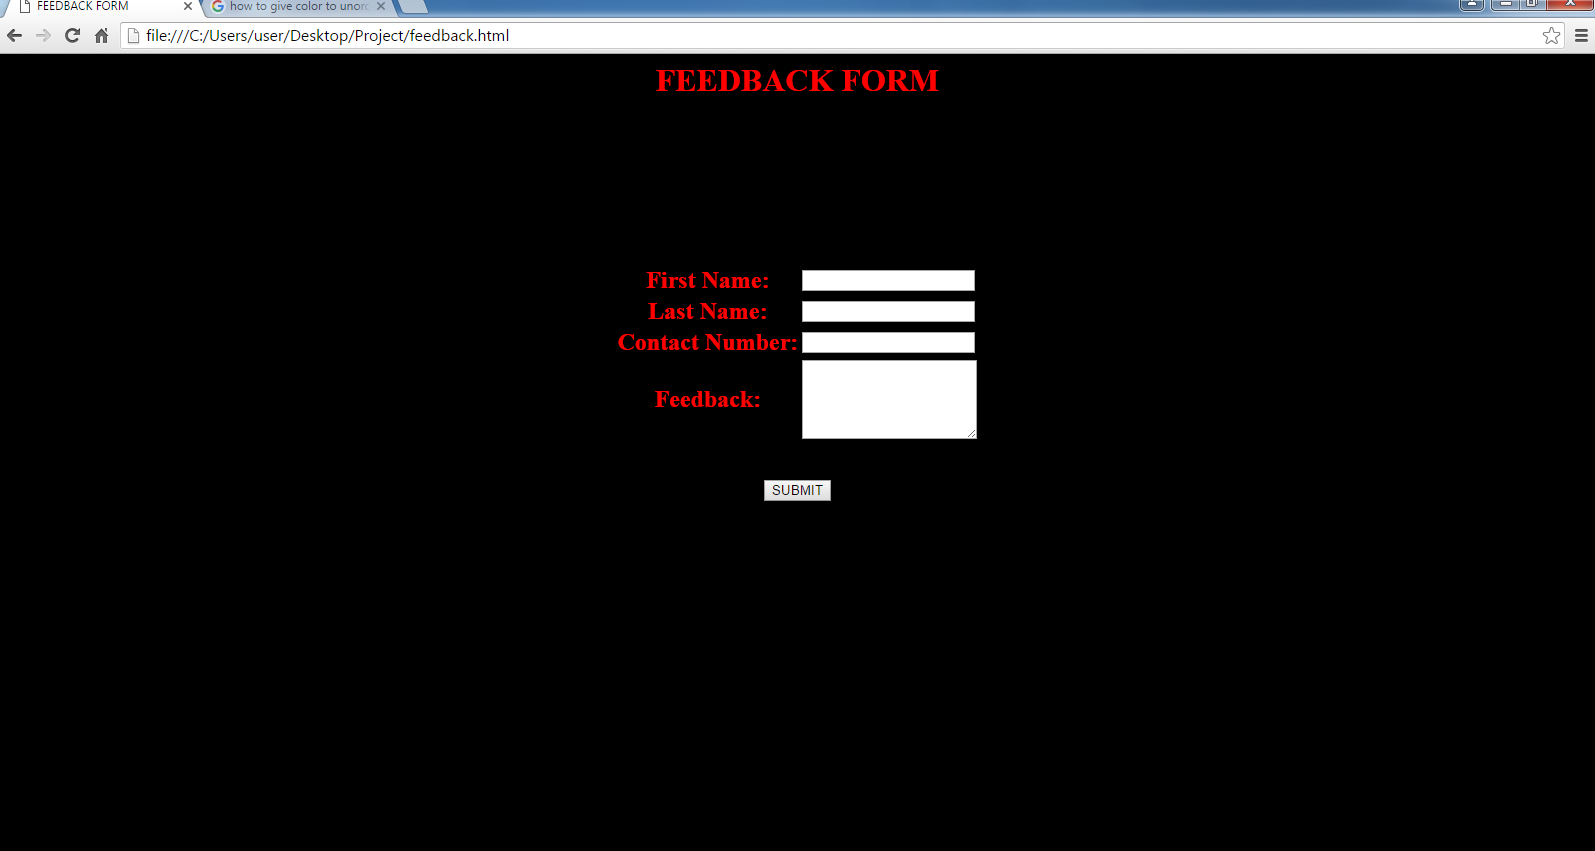 FEEDBACK FORM
how to give color to unor
file:///C:/Users/user/Desktop/Project/feedback.html
FEEDBACK FORM
First Name:
Last Name:
Contact Number:
Feedback:
SUBMIT